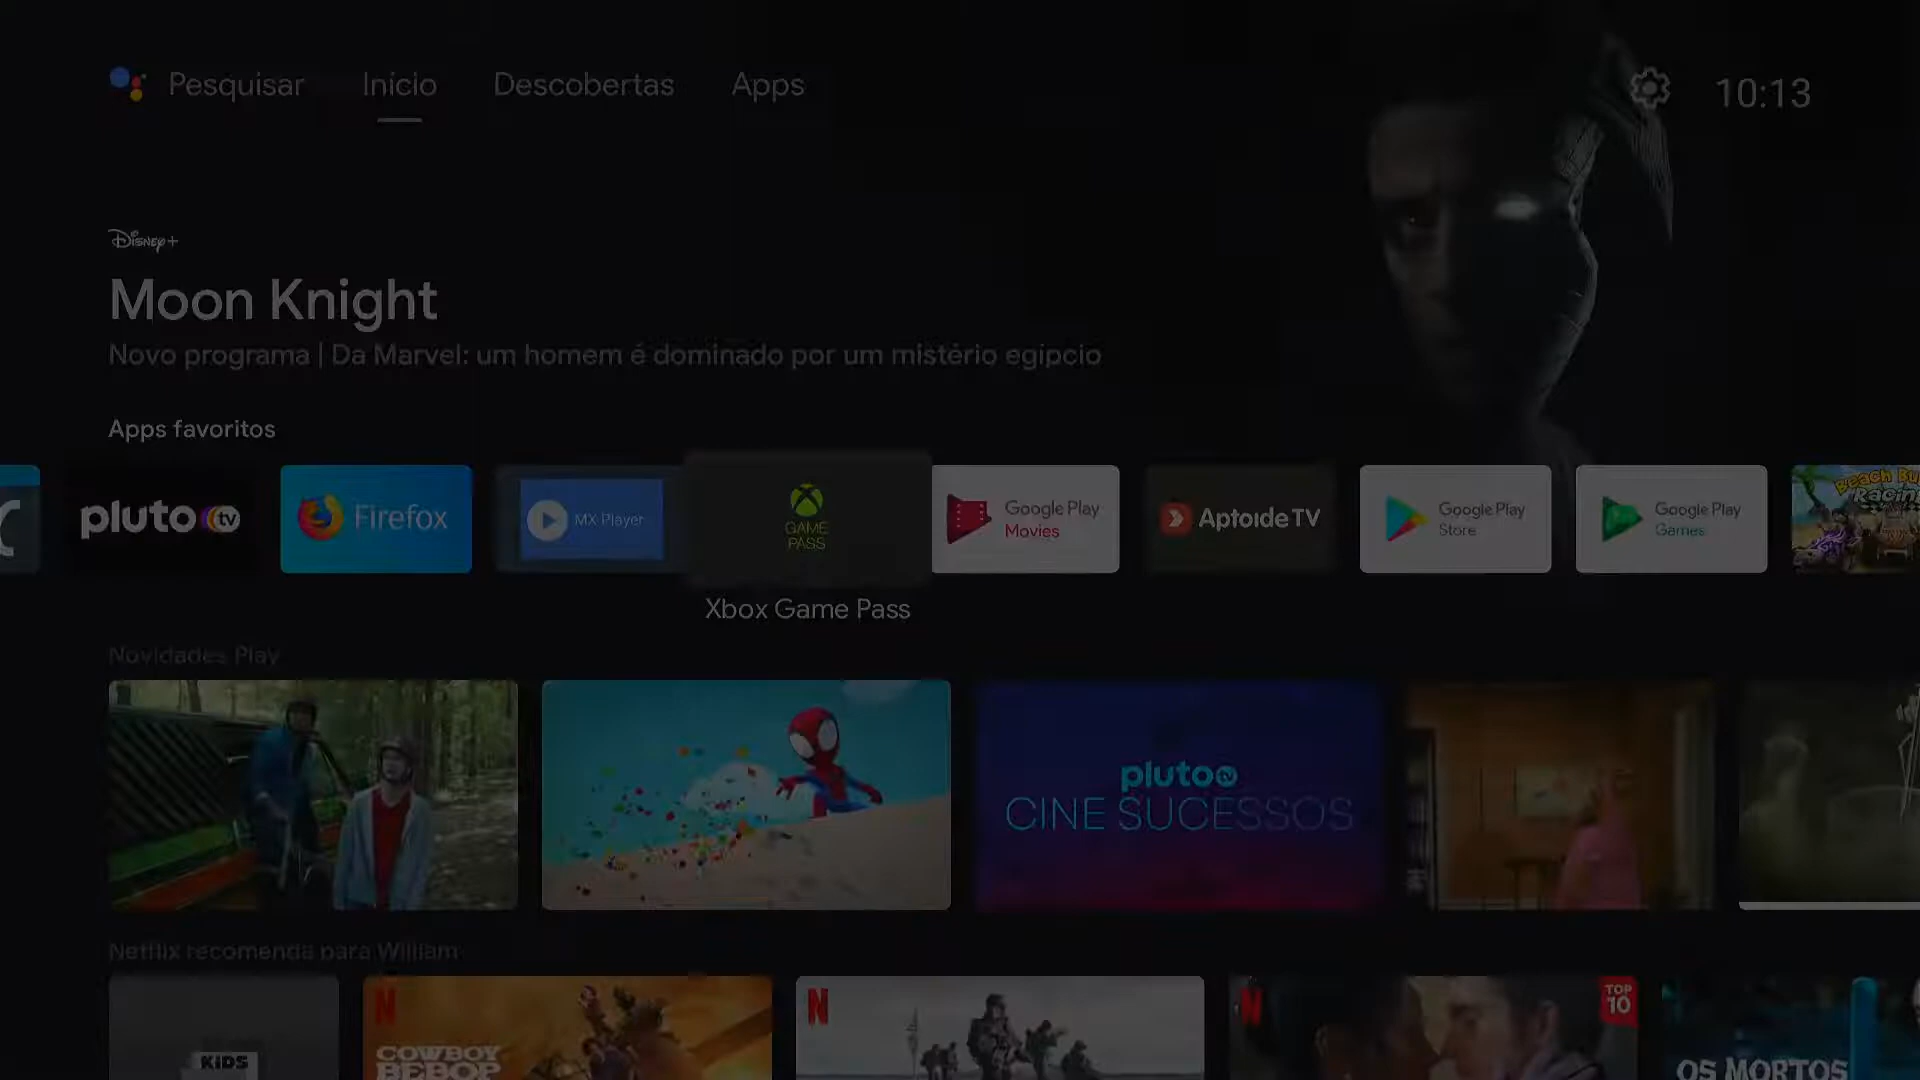 Pesquisar Início Descobertas Apps 10:13
Disney+
Moon Knight
Novo programa | Da Marvel: um homem é dominado por um mistério egípcio
Apps favoritos
pluto tv
Firefox
MX Player
GAME
PASS
Google Play
Movies
Aptoide TV
Google Play
Store
Google Play
Games
Beach Bu
Racin
Xbox Game Pass
Novidades Play
pluto tv
CINE SUCESSOS
Netflix recomenda para William
KIDS
N
COWBOY
BEBOP
N
N
TOP
10
OS MORTOS